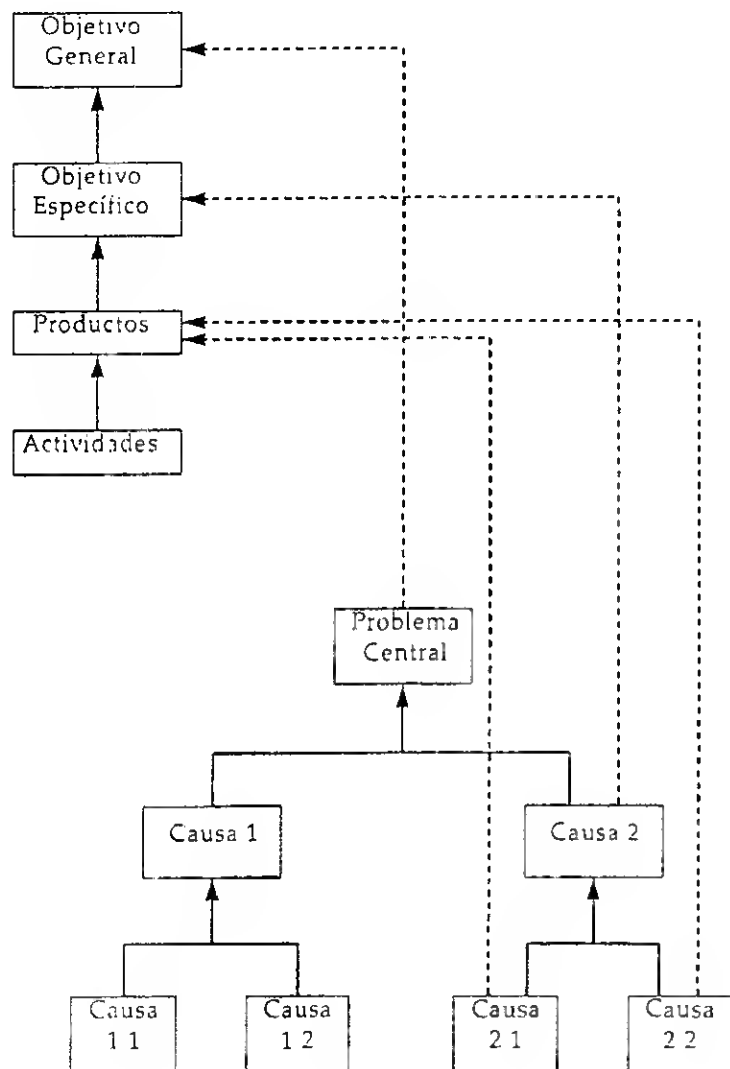 Objetivo
General
Objetivo
Específico
Productos
Actividades
Problema
Central
Causa 1
Causa 2
Causa
1 1
Causa
1 2
Causa
2 1
Causa
2 2